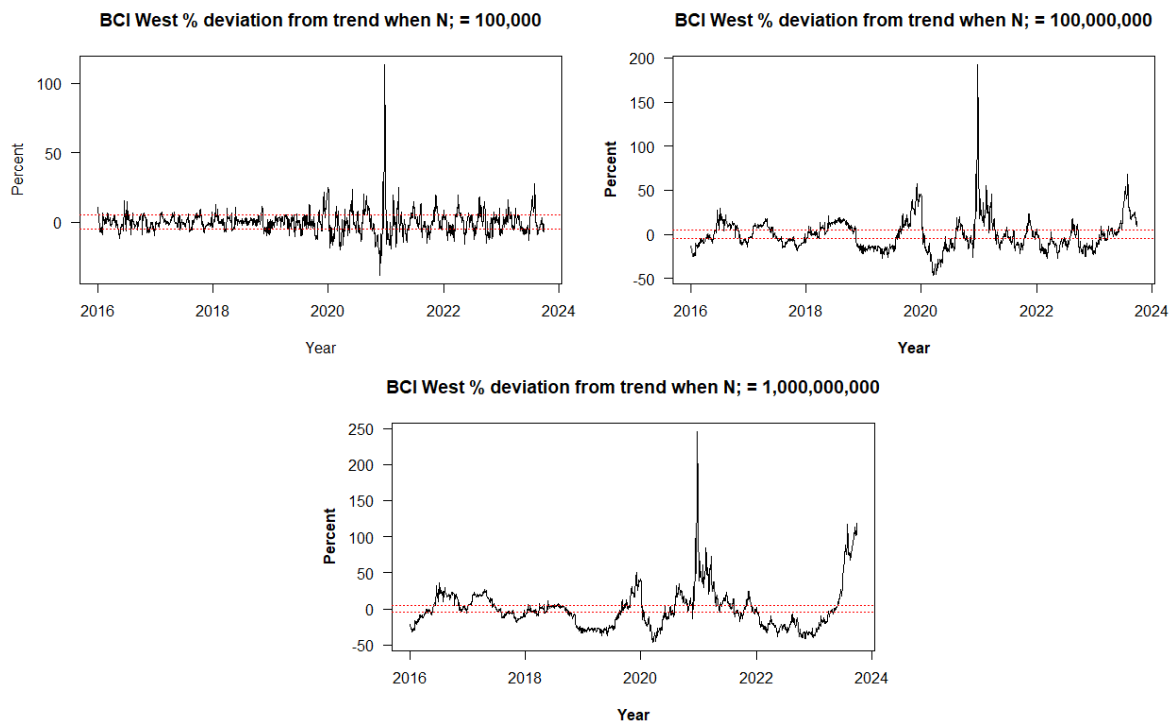 BCI West % deviation from trend when N; = 100,000
Percent
100
50
0
2016 2018 2020 2022 2024
Year
BCI West % deviation from trend when N; = 100,000,000
Percent
200
150
100
50
0
-50
2016 2018 2020 2022 2024
Year
BCI West % deviation from trend when N; = 1,000,000,000
Percent
250
200
150
100
50
0
-50
2016 2018 2020 2022 2024
Year